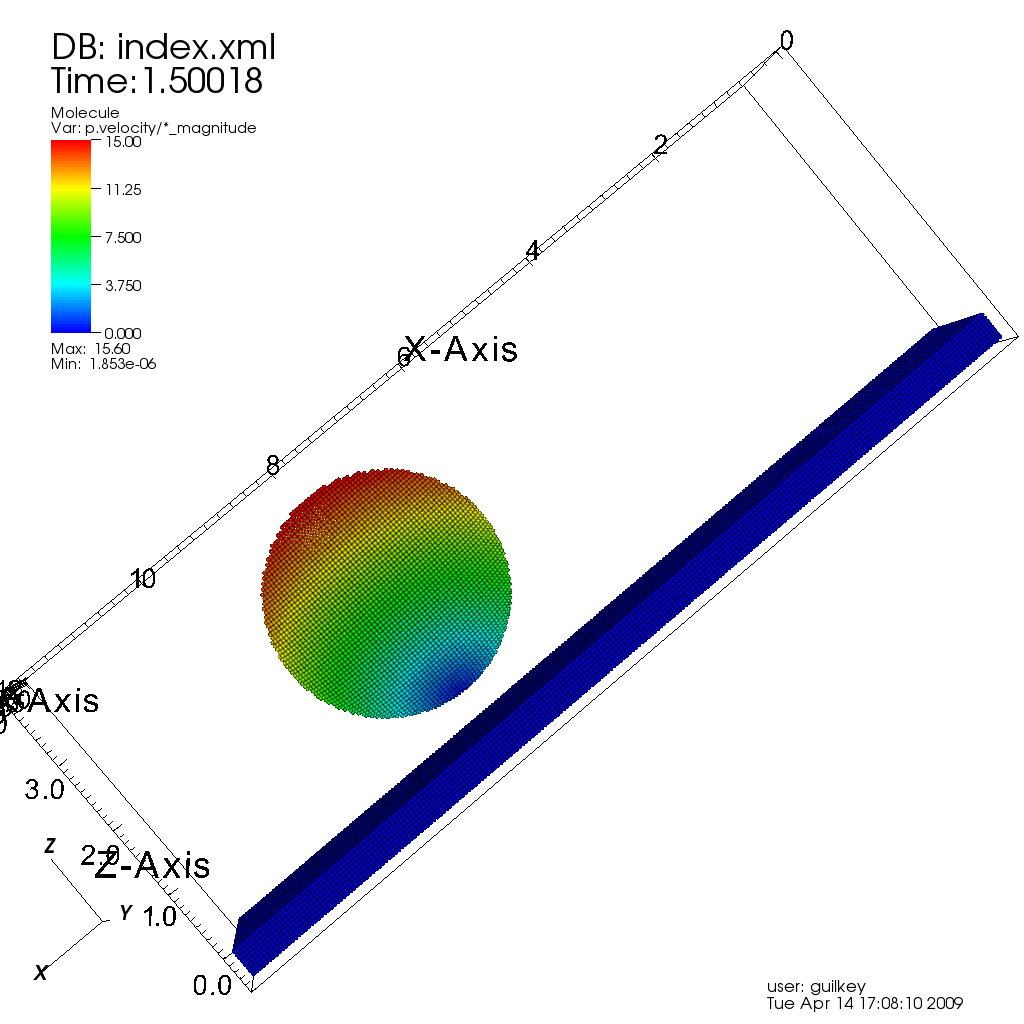 DB: index.xml
Time:1.50018
Molecule
Var: p.velocity/*_magnitude
15.00
11.25
7.500
3.750
0.000
Max: 15.60
Min: 1.853e-06
0
2
4
6
X-Axis
8
10
Axis
3.0
2.0
Z-Axis
1.0
0.0
Z
Y
X
user: guilkey
Tue Apr 14 17:08:10 2009